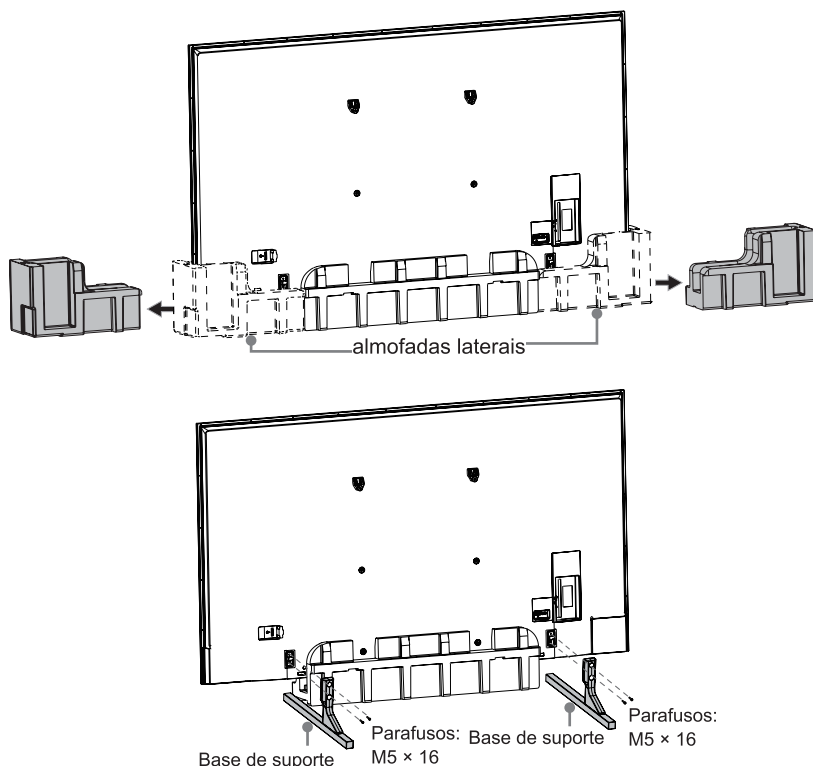 almofadas laterais
Base de suporte
Parafusos:
M5 × 16
Base de suporte
Parafusos:
M5 × 16